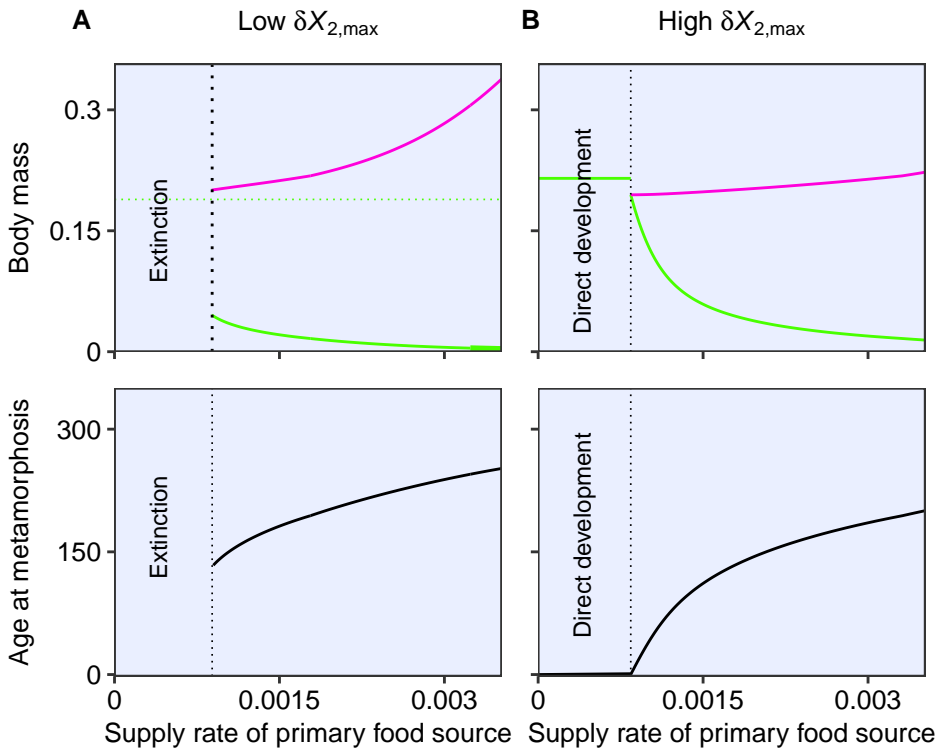 A Low δX2,max
B High δX2,max
Body mass
0.3
0.15
0
Extinction
Direct development
Age at metamorphosis
300
150
0
Extinction
Direct development
0 0.0015 0.003
0 0.0015 0.003
Supply rate of primary food source
Supply rate of primary food source